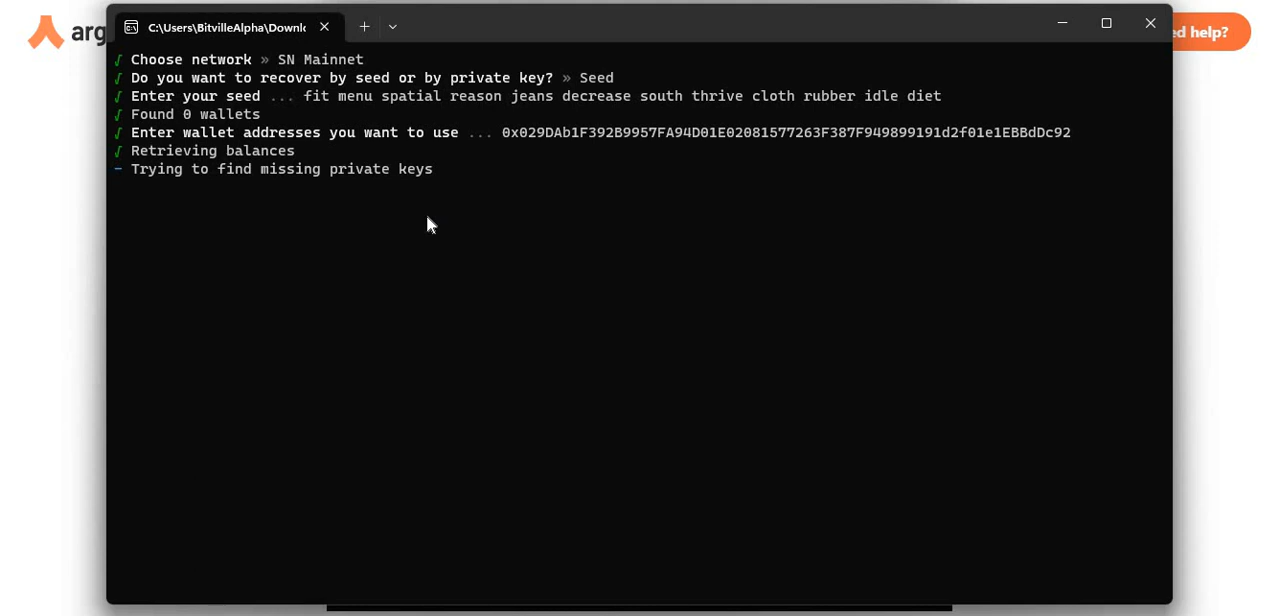 arg
ed help?
C:\Users\BitvilleAlpha\Downlo
√ Choose network » SN Mainnet
√ Do you want to recover by seed or by private key? » Seed
√ Enter your seed ... fit menu spatial reason jeans decrease south thrive cloth rubber idle diet
√ Found 0 wallets
√ Enter wallet addresses you want to use ... 0x029DAb1F392B9957FA94D01E02081577263F387F949899191d2f01e1EBBdDc92
√ Retrieving balances
- Trying to find missing private keys